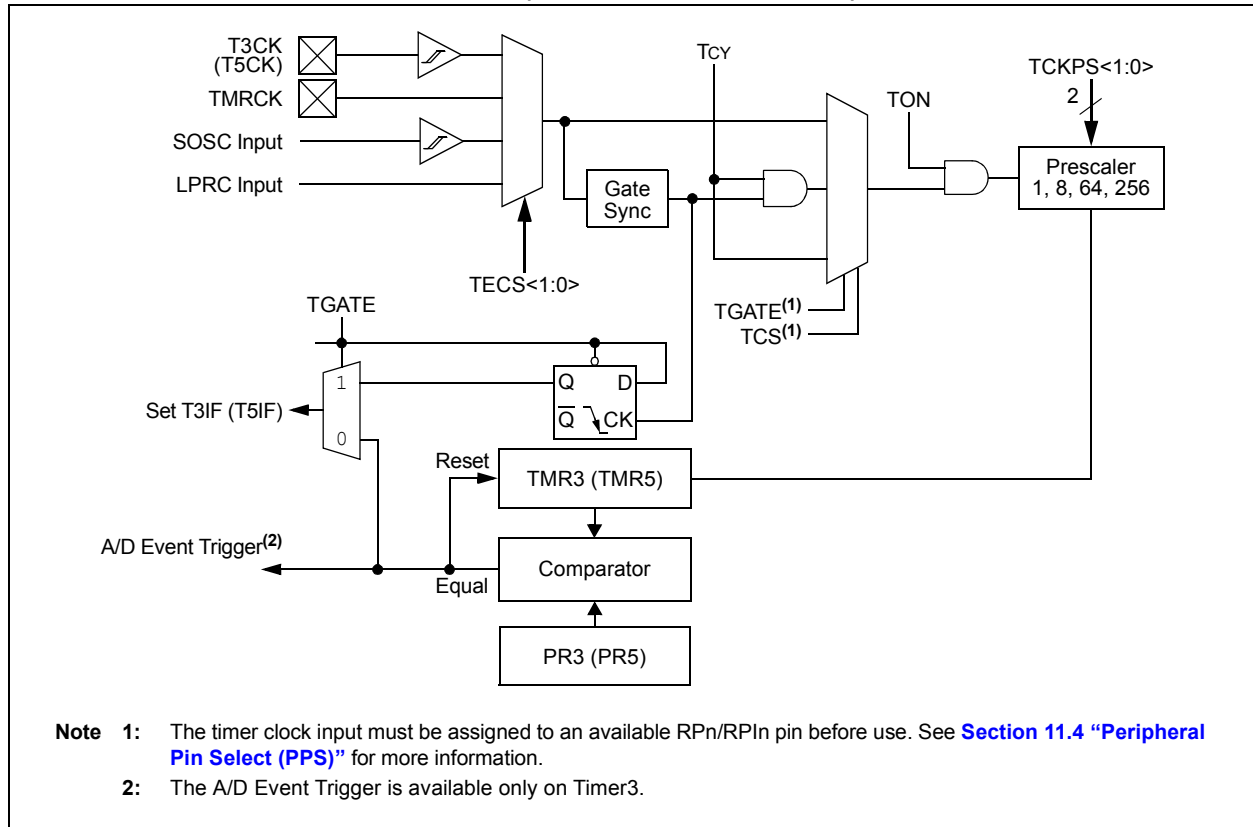 T3CK
(T5CK)
TMRCK
SOSC Input
LPRC Input
TECS<1:0>
Gate
Sync
TCY
TGATE(1)
TCS(1)
TON
TCKPS<1:0>
2
Prescaler
1, 8, 64, 256
TGATE
1
0
Set T3IF (T5IF)
Q D
Q CK
Reset
TMR3 (TMR5)
A/D Event Trigger(2)
Equal
Comparator
PR3 (PR5)
Note 1: The timer clock input must be assigned to an available RPn/RPIn pin before use. See Section 11.4 “Peripheral
Pin Select (PPS)” for more information.
2: The A/D Event Trigger is available only on Timer3.